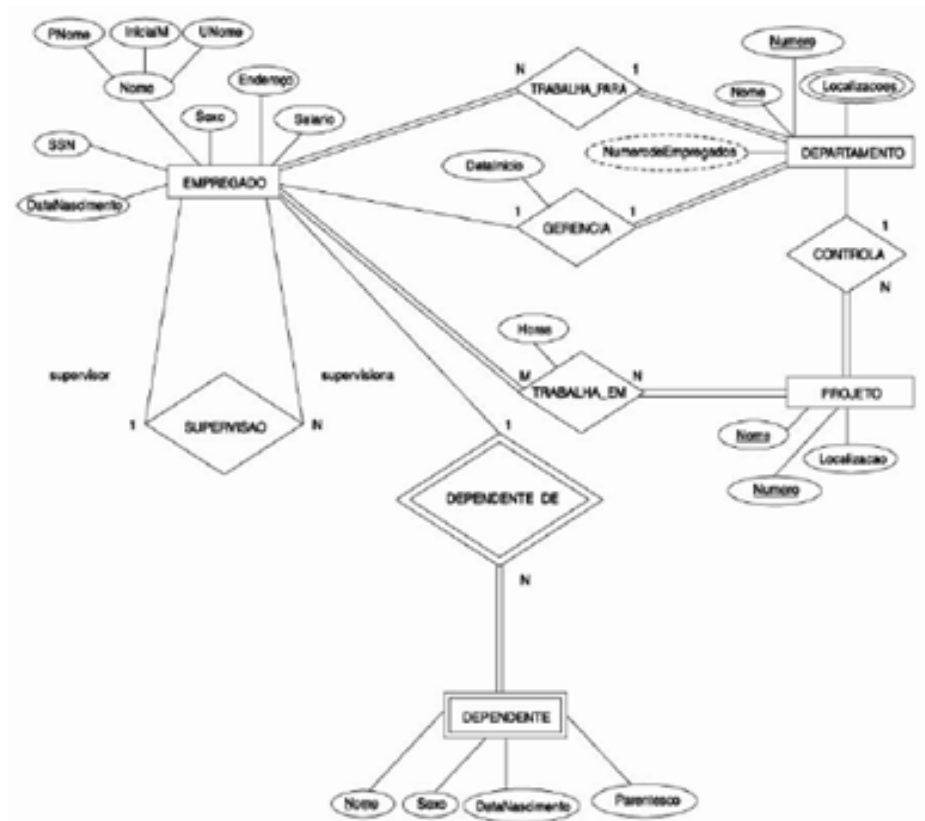 PNome
InicialM
UNome
Nome
Sexo
Endereço
Salario
SSN
DataNascimento
EMPREGADO
N
TRABALHA_PARA
1
Numero
Nome
Localizacoes
NumerodeEmpregados
DEPARTAMENTO
DataInicio
1
GERENCIA
1
1
CONTROLA
N
supervisor
supervisiona
1
SUPERVISAO
N
Horas
M
TRABALHA_EM
N
PROJETO
Nome
Numero
Localizacao
1
DEPENDENTE DE
N
DEPENDENTE
Nome
Sexo
DataNascimento
Parentesco